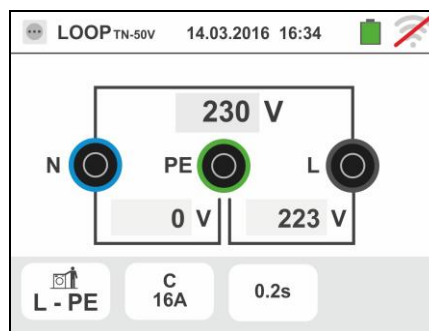 LOOP TN-50V 14.03.2016 16:34
230 V
N PE L
0 V 223 V
L - PE C 16A 0.2s